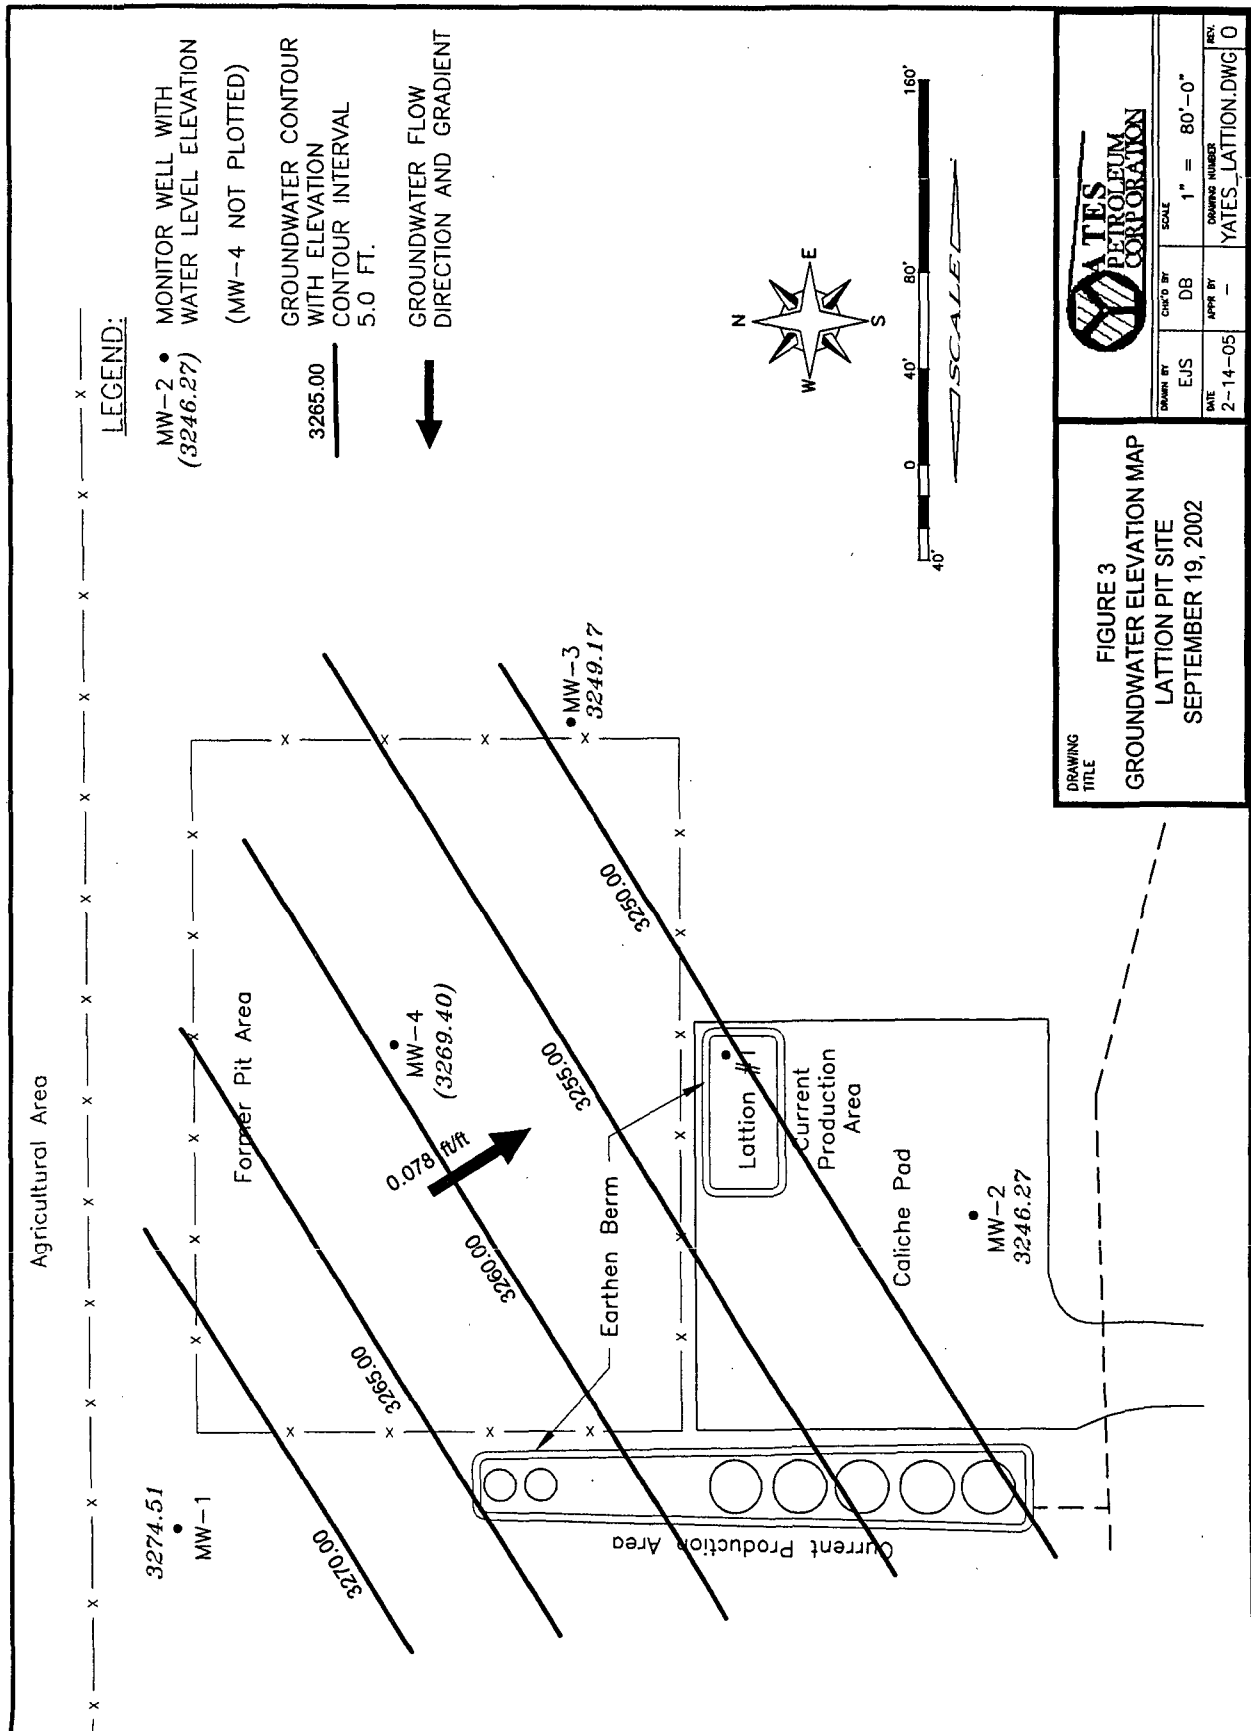 Agricultural Area
LEGEND:
MW-2 • MONITOR WELL WITH
(3246.27) WATER LEVEL ELEVATION
(MW-4 NOT PLOTTED)
3265.00 GROUNDWATER CONTOUR
WITH ELEVATION
CONTOUR INTERVAL
5.0 FT.
GROUNDWATER FLOW
DIRECTION AND GRADIENT
3274.51
MW-1
3270.00
3265.00
3260.00
3255.00
3250.00
Former Pit Area
MW-4
(3269.40)
0.078 ft/ft
MW-3
3249.17
Earthen Berm
Lattion #1
Current
Production
Area
Caliche Pad
MW-2
3246.27
Current Production Area
N
E
S
W
40'
0
40'
80'
160'
SCALE
DRAWING
TITLE
FIGURE 3
GROUNDWATER ELEVATION MAP
LATTION PIT SITE
SEPTEMBER 19, 2002
ATES
PETROLEUM
CORPORATION
DRAWN BY
EJS
CHK'D BY
DB
SCALE
1" = 80'-0"
DATE
2-14-05
APPR BY
-
DRAWING NUMBER
YATES_LATTION.DWG
REV.
0